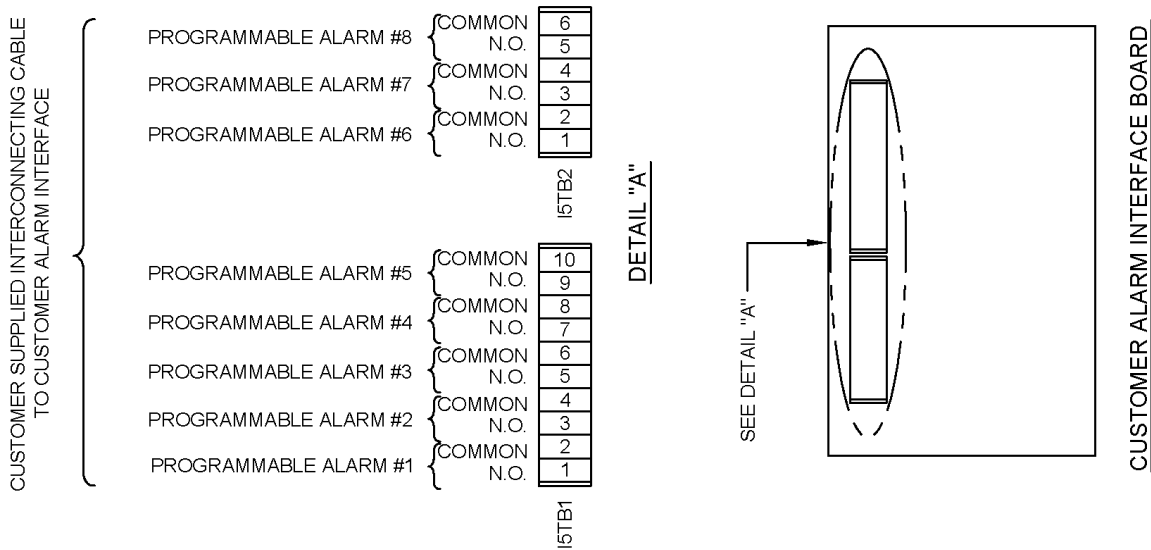 CUSTOMER SUPPLIED INTERCONNECTING CABLE
TO CUSTOMER ALARM INTERFACE
PROGRAMMABLE ALARM #8
COMMON 6
N.O. 5
PROGRAMMABLE ALARM #7
COMMON 4
N.O. 3
PROGRAMMABLE ALARM #6
COMMON 2
N.O. 1
I5TB2
PROGRAMMABLE ALARM #5
COMMON 10
N.O. 9
PROGRAMMABLE ALARM #4
COMMON 8
N.O. 7
PROGRAMMABLE ALARM #3
COMMON 6
N.O. 5
PROGRAMMABLE ALARM #2
COMMON 4
N.O. 3
PROGRAMMABLE ALARM #1
COMMON 2
N.O. 1
I5TB1
DETAIL "A"
SEE DETAIL "A"
CUSTOMER ALARM INTERFACE BOARD